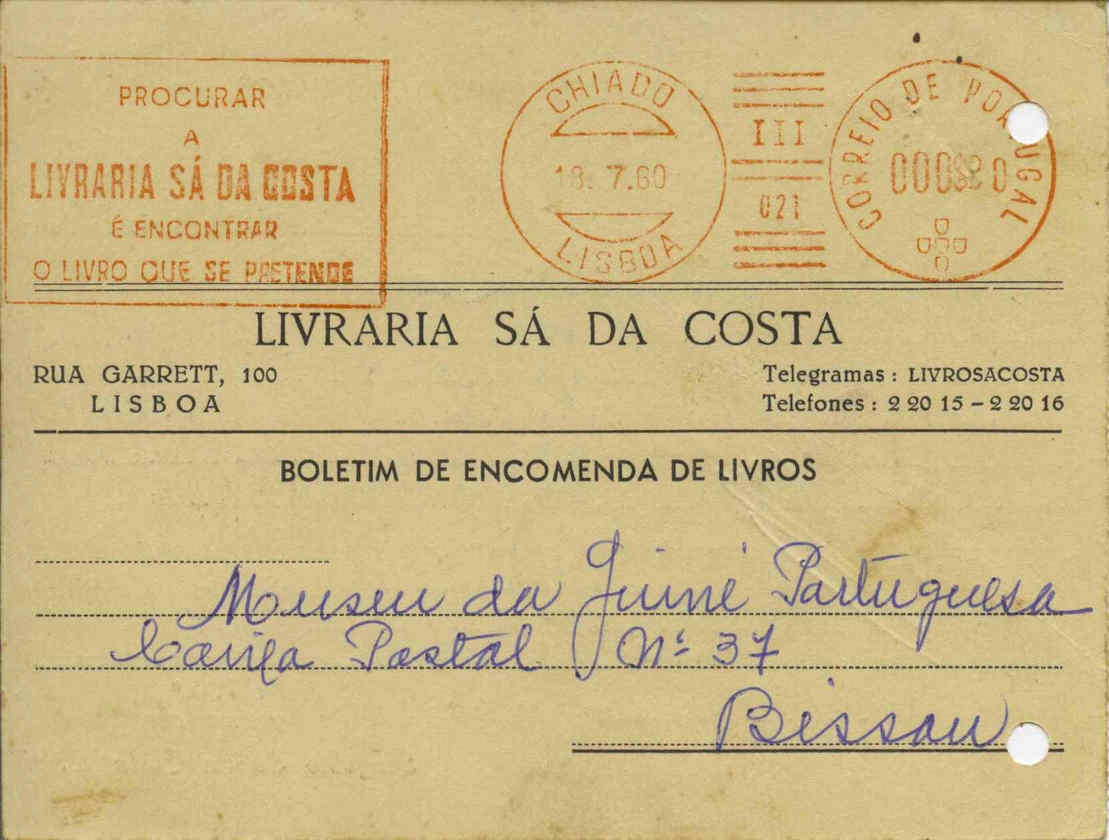 PROCURAR
A
LIVRARIA SÁ DA COSTA
É ENCONTRAR
O LIVRO QUE SE PRETENDE
CHIADO
18. 7.60
LISBOA
III
021
CORREIO DE PORTUGAL
LIVRARIA SÁ DA COSTA
RUA GARRETT, 100
LISBOA
Telegramas : LIVROSACOSTA
Telefones : 2 20 15 – 2 20 16
BOLETIM DE ENCOMENDA DE LIVROS
Museu da Guiné Portuguesa
Caixa Postal Nº 37
Bissau